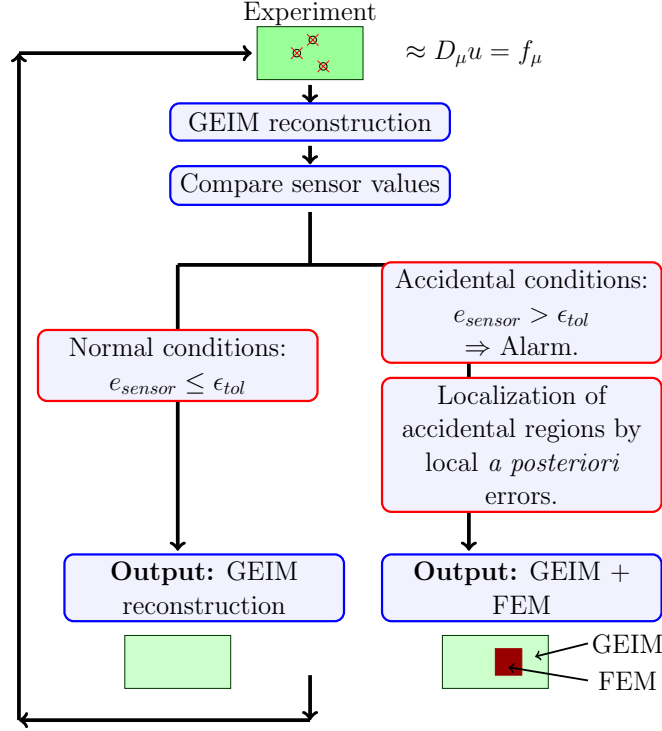 Experiment
≈ D_μ u = f_μ
GEIM reconstruction
Compare sensor values
Accidental conditions:
e_sensor > ϵ_tol
⇒ Alarm.
Normal conditions:
e_sensor ≤ ϵ_tol
Localization of
accidental regions by
local a posteriori
errors.
Output: GEIM
reconstruction
Output: GEIM +
FEM
GEIM
FEM